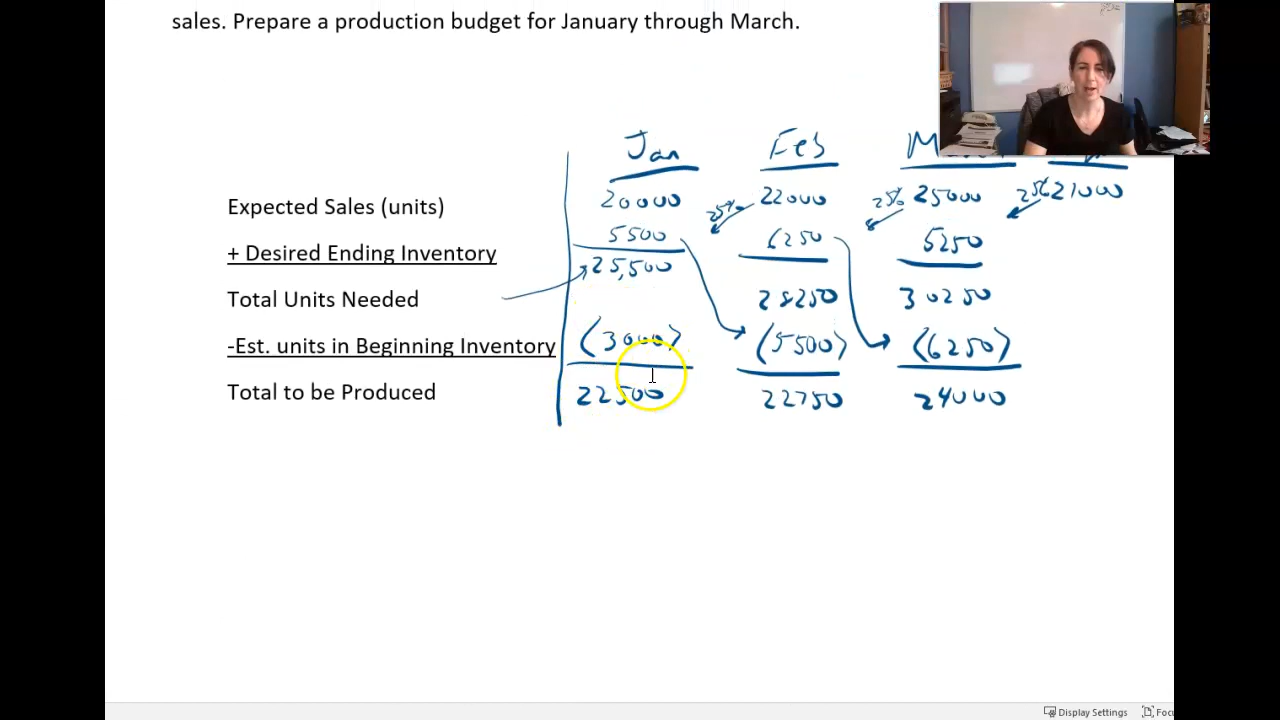 sales. Prepare a production budget for January through March.
Jan Feb
Expected Sales (units) 20000 25% 22000 25% 25000 25% 21000
+ Desired Ending Inventory 5500 6250 5250
25,500
Total Units Needed 28250 30250
-Est. units in Beginning Inventory (3000) (5500) (6250)
Total to be Produced 22500 22750 24000
Display Settings Focu